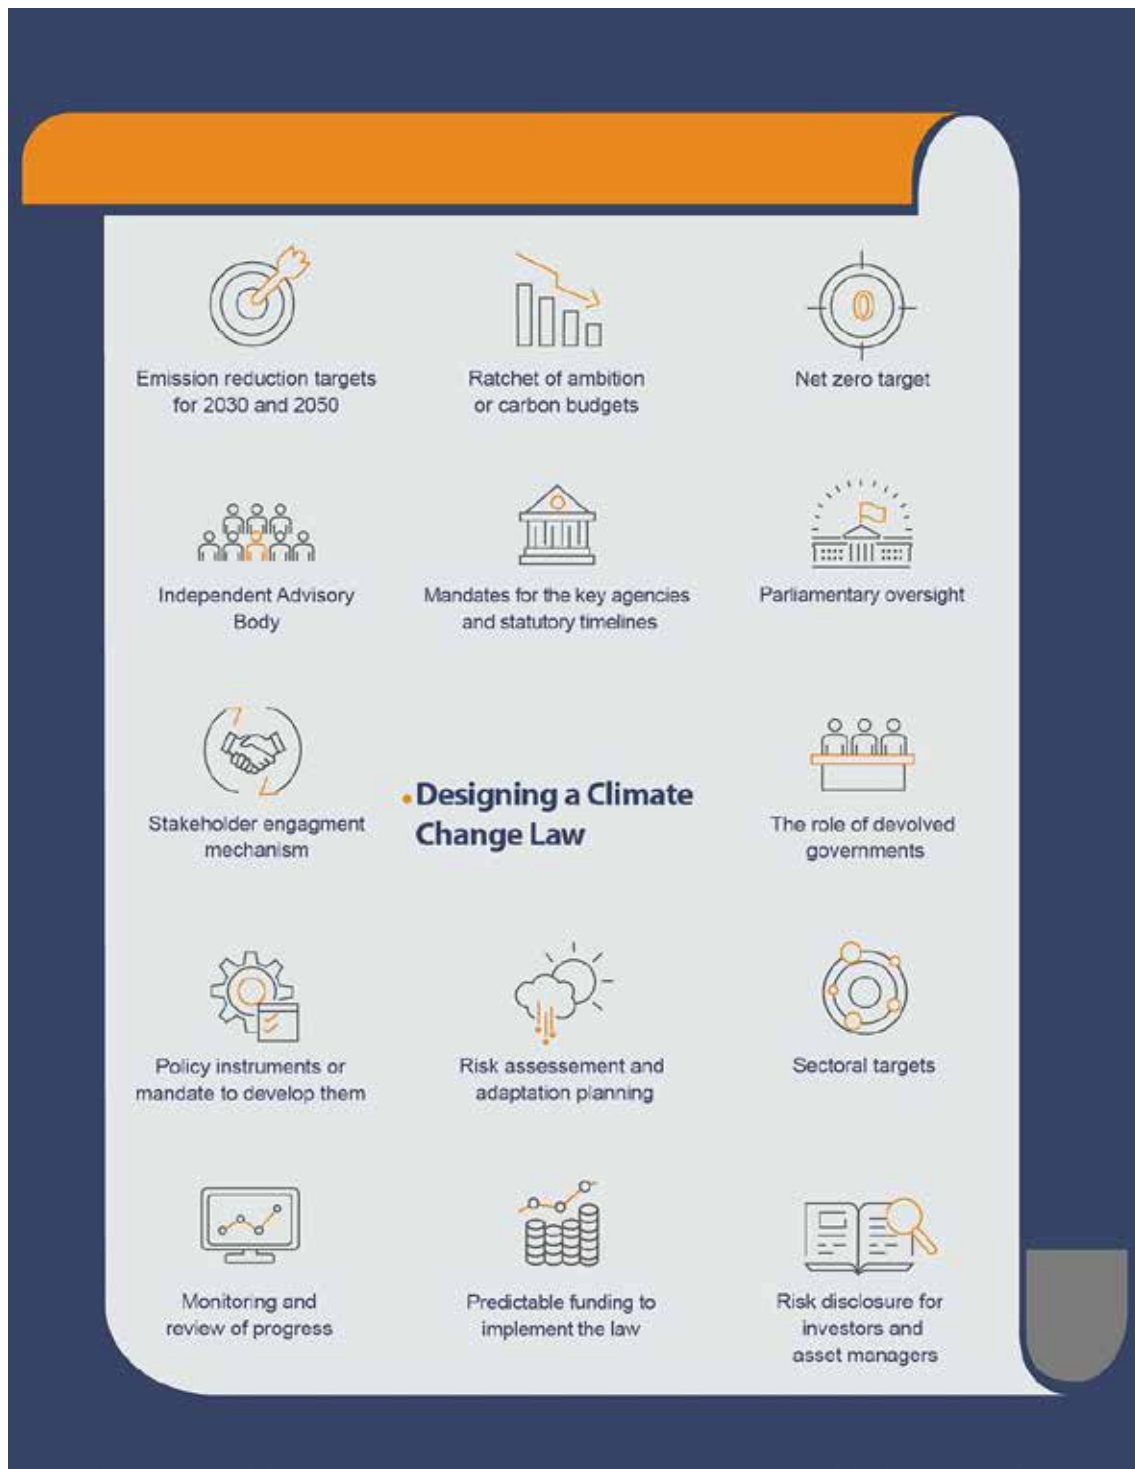 Emission reduction targets
for 2030 and 2050
Ratchet of ambition
or carbon budgets
Net zero target
0
Independent Advisory
Body
Mandates for the key agencies
and statutory timelines
Parliamentary oversight
Stakeholder engagment
mechanism
Designing a Climate
Change Law
The role of devolved
governments
Policy instruments or
mandate to develop them
Risk assessement and
adaptation planning
Sectoral targets
Monitoring and
review of progress
Predictable funding to
implement the law
Risk disclosure for
investors and
asset managers